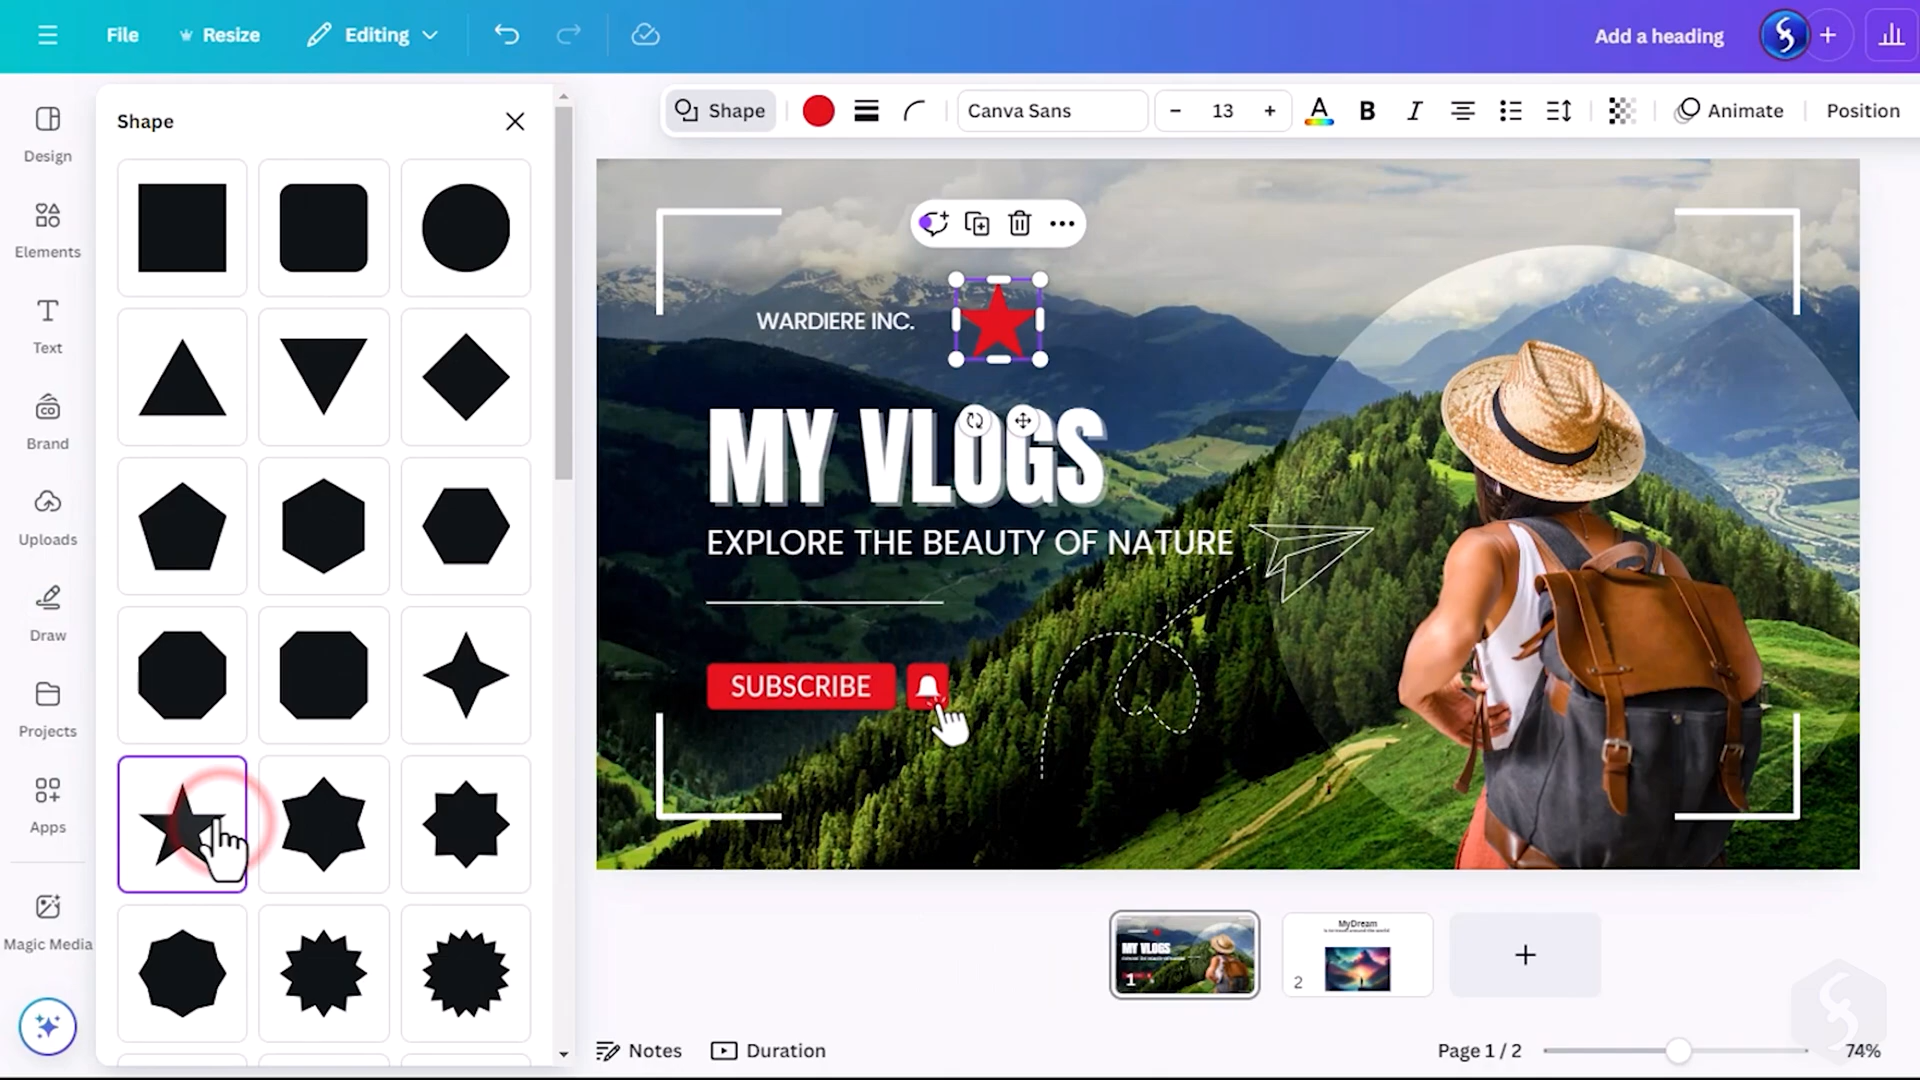 File
Resize
Editing
Add a heading
Shape
Shape
Canva Sans
13
A
B
I
Animate
Position
Design
Elements
Text
Brand
Uploads
Draw
Projects
Apps
Magic Media
WARDIERE INC.
MY VLOGS
EXPLORE THE BEAUTY OF NATURE
SUBSCRIBE
MY VLOGS
1
MyDream
2
Notes
Duration
Page 1 / 2
74%